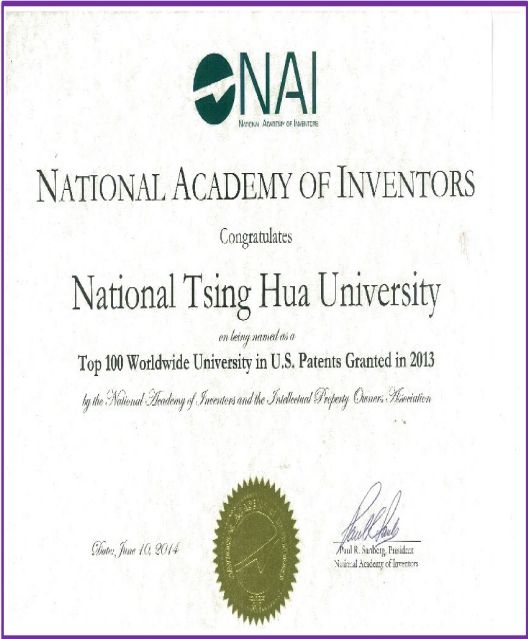 NAI
NATIONAL ACADEMY OF INVENTORS
NATIONAL ACADEMY OF INVENTORS
Congratulates
National Tsing Hua University
on being named as a
Top 100 Worldwide University in U.S. Patents Granted in 2013
by the National Academy of Inventors and the Intellectual Property Owners Association
Date: June 10, 2014
Paul R. Sanberg, President
National Academy of Inventors